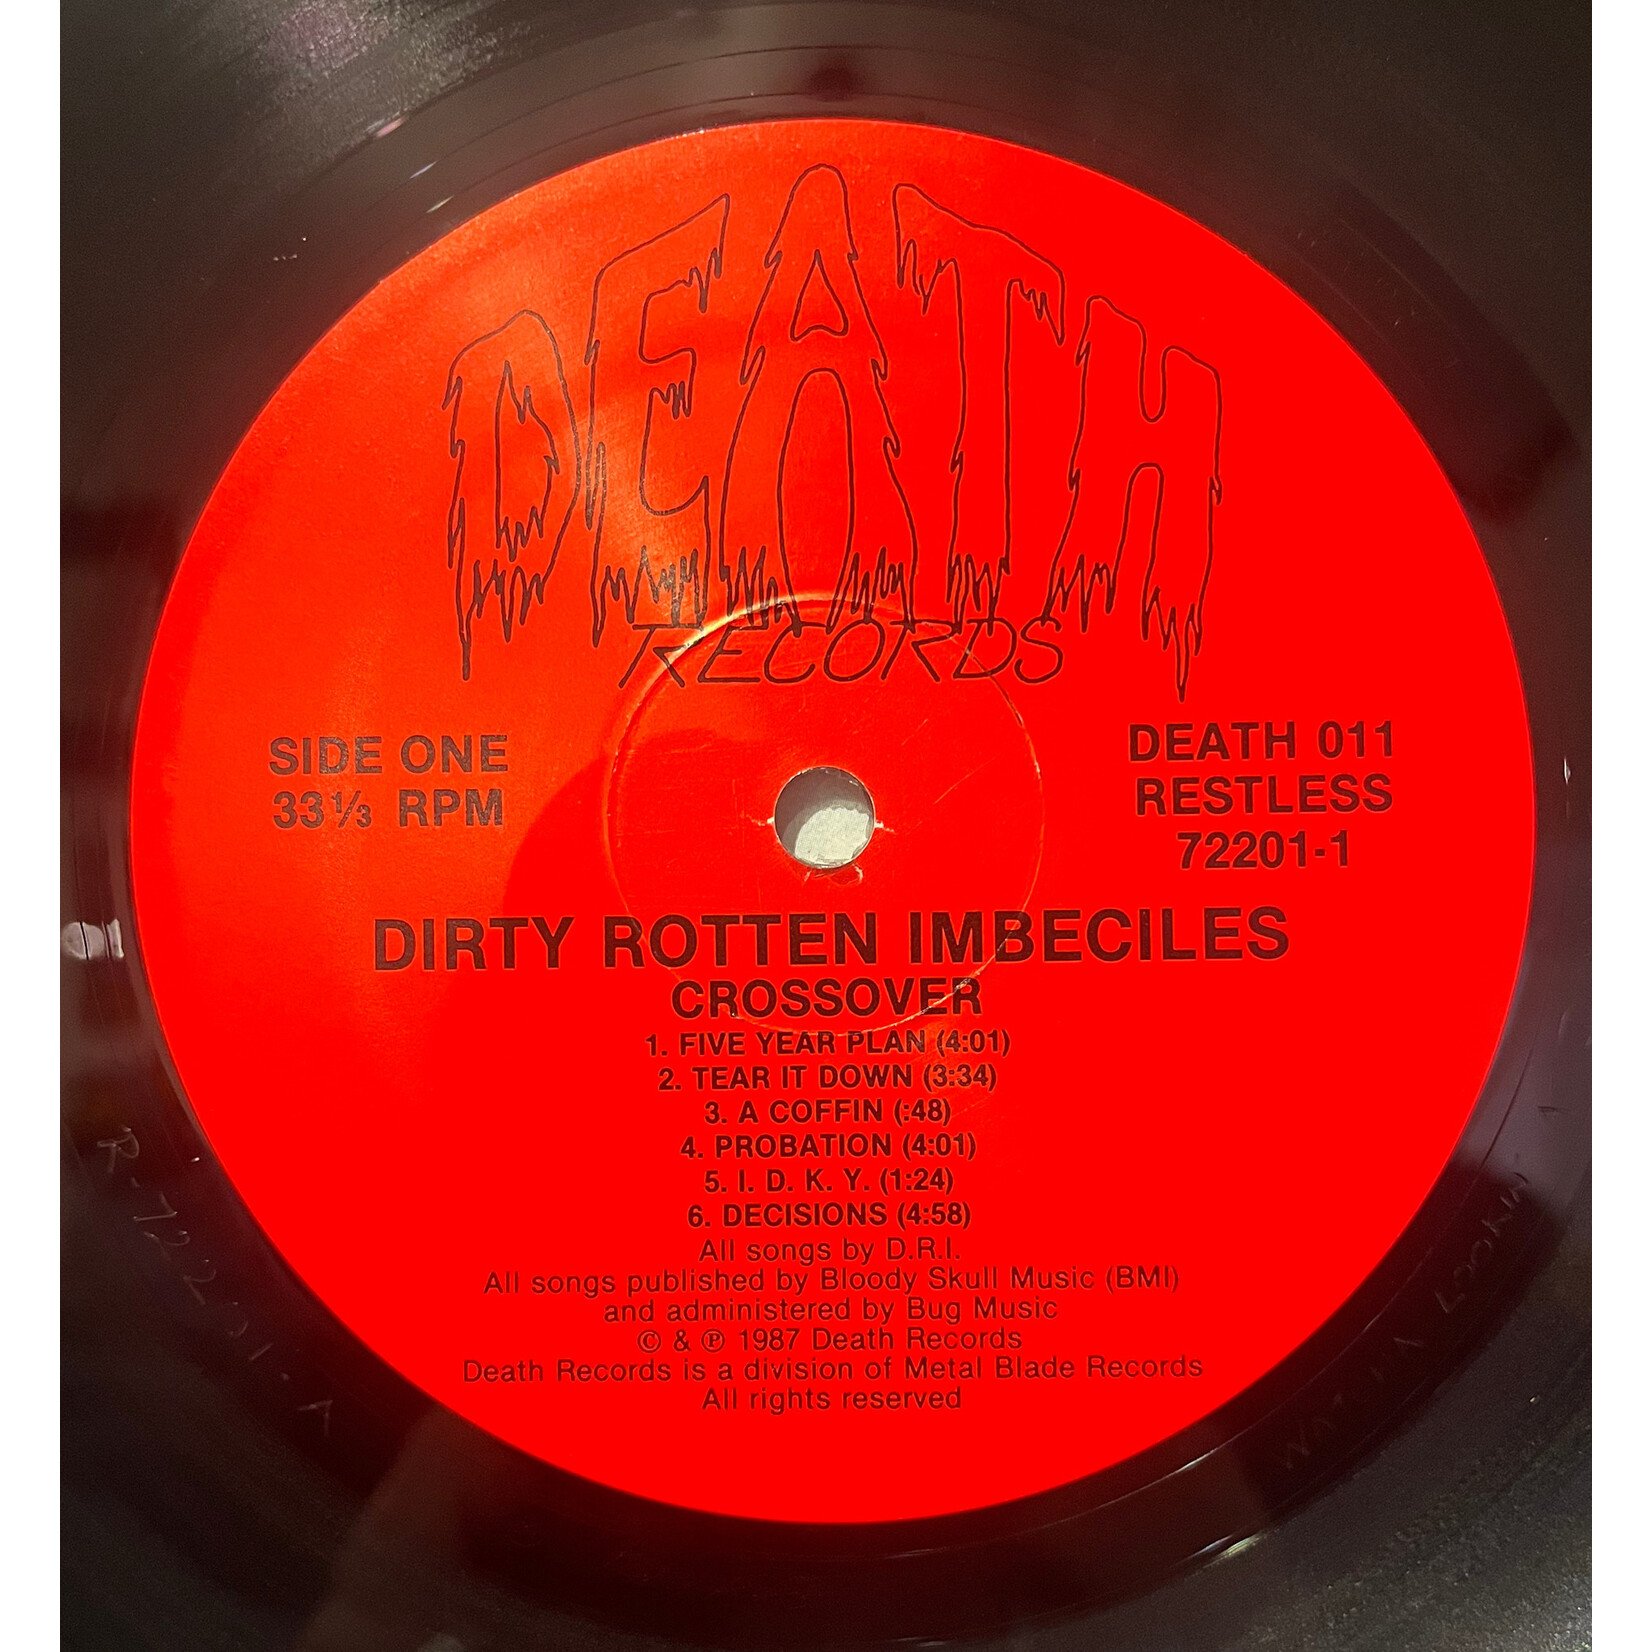 DEATH
RECORDS
SIDE ONE
33⅓ RPM
DEATH 011
RESTLESS
72201-1
DIRTY ROTTEN IMBECILES
CROSSOVER
1. FIVE YEAR PLAN (4:01)
2. TEAR IT DOWN (3:34)
3. A COFFIN (:48)
4. PROBATION (4:01)
5. I. D. K. Y. (1:24)
6. DECISIONS (4:58)
All songs by D.R.I.
All songs published by Bloody Skull Music (BMI)
and administered by Bug Music
© & ℗ 1987 Death Records
Death Records is a division of Metal Blade Records
All rights reserved